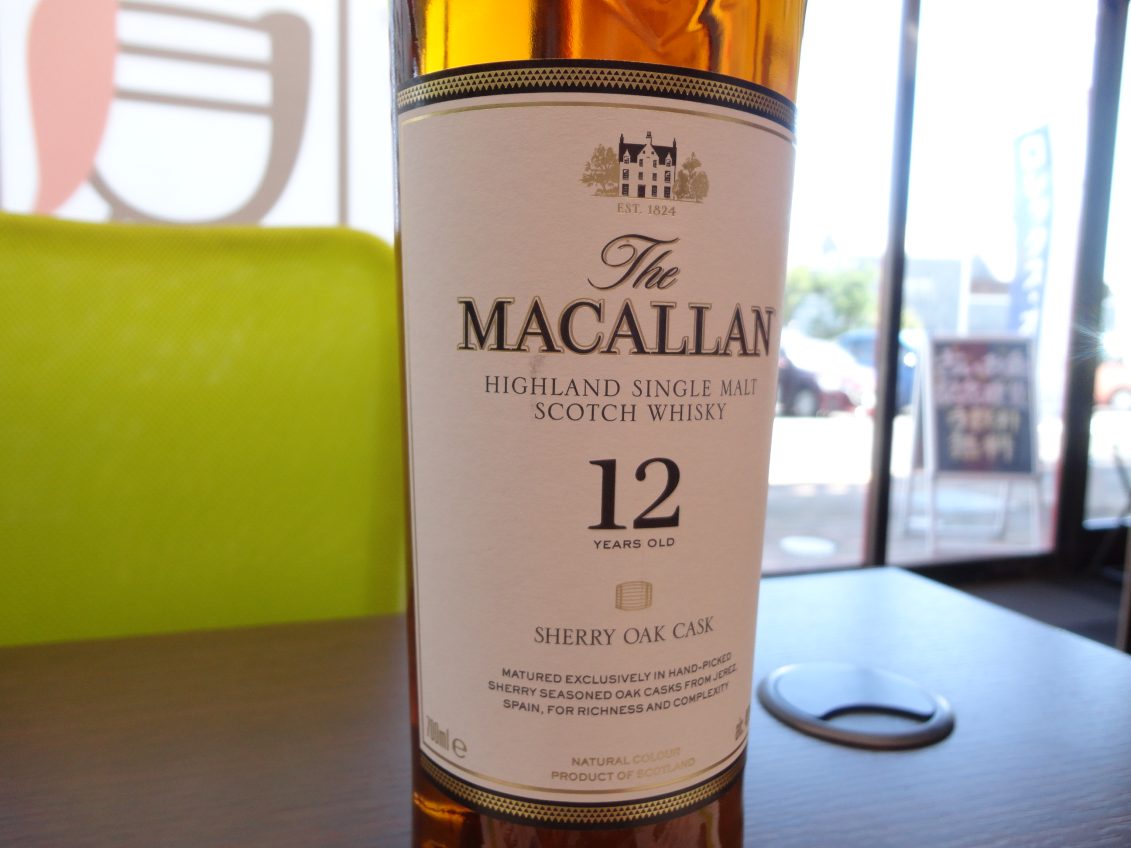 EST. 1824
The
MACALLAN
HIGHLAND SINGLE MALT
SCOTCH WHISKY
12
YEARS OLD
SHERRY OAK CASK
MATURED EXCLUSIVELY IN HAND-PICKED
SHERRY SEASONED OAK CASKS FROM JEREZ,
SPAIN, FOR RICHNESS AND COMPLEXITY
700ml e
NATURAL COLOUR
PRODUCT OF SCOTLAND